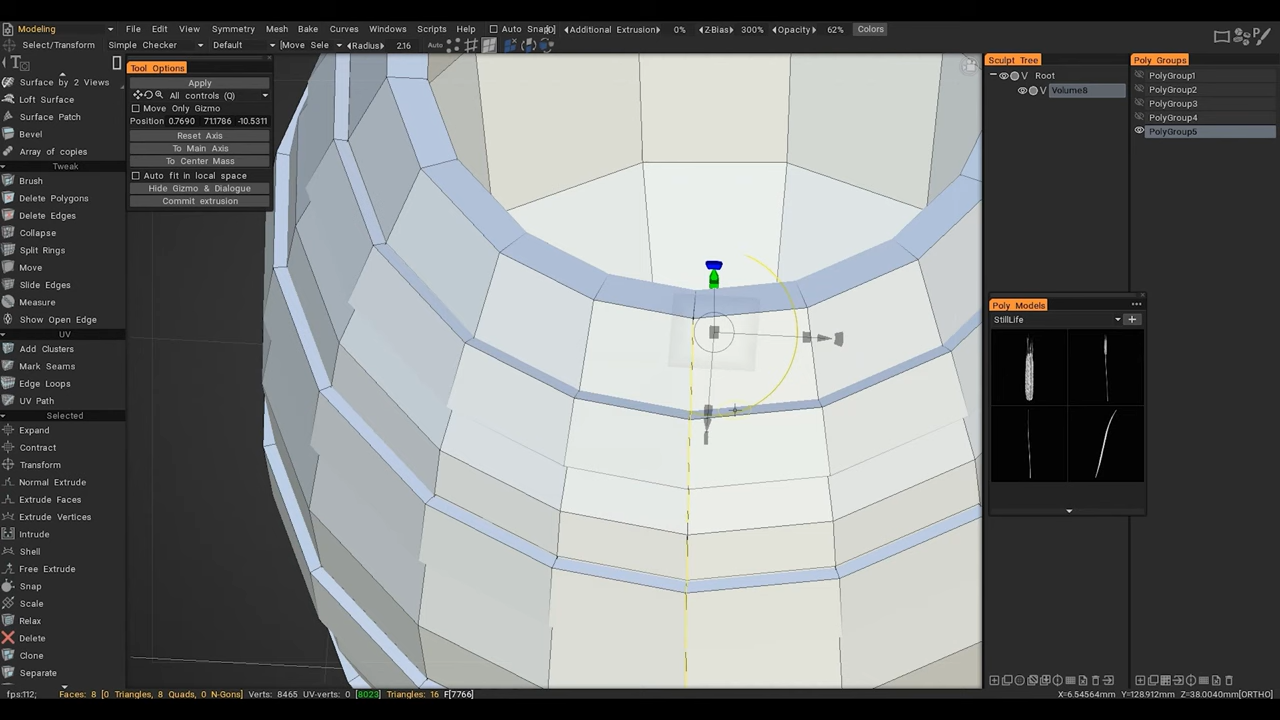 Modeling File Edit View Symmetry Mesh Bake Curves Windows Scripts Help Auto Snap Additional Extrusion 0% Z-Bias 300% Opacity 62% Colors
Select/Transform Simple Checker Default Move Sele Radius 2.16 Auto
Surface by 2 Views
Loft Surface
Surface Patch
Bevel
Array of copies
Tweak
Brush
Delete Polygons
Delete Edges
Collapse
Split Rings
Move
Slide Edges
Measure
Show Open Edge
UV
Add Clusters
Mark Seams
Edge Loops
UV Path
Selected
Expand
Contract
Transform
Normal Extrude
Extrude Faces
Extrude Vertices
Intrude
Shell
Free Extrude
Snap
Scale
Relax
Delete
Clone
Separate
Tool Options
Apply
All controls (Q)
Move Only Gizmo
Position 0.7690 71.1786 -10.5311
Reset Axis
To Main Axis
To Center Mass
Auto fit in local space
Hide Gizmo & Dialogue
Commit extrusion
Sculpt Tree
V Root
V Volume8
Poly Groups
PolyGroup1
PolyGroup2
PolyGroup3
PolyGroup4
PolyGroup5
Poly Models
StillLife
fps:112; Faces: 8 [0 Triangles, 8 Quads, 0 N-Gons] Verts: 8465 UV-verts: 0 [8023] Triangles: 16 F[7766] X=6.54564mm Y=128.912mm Z=38.0040mm[ORTHO]